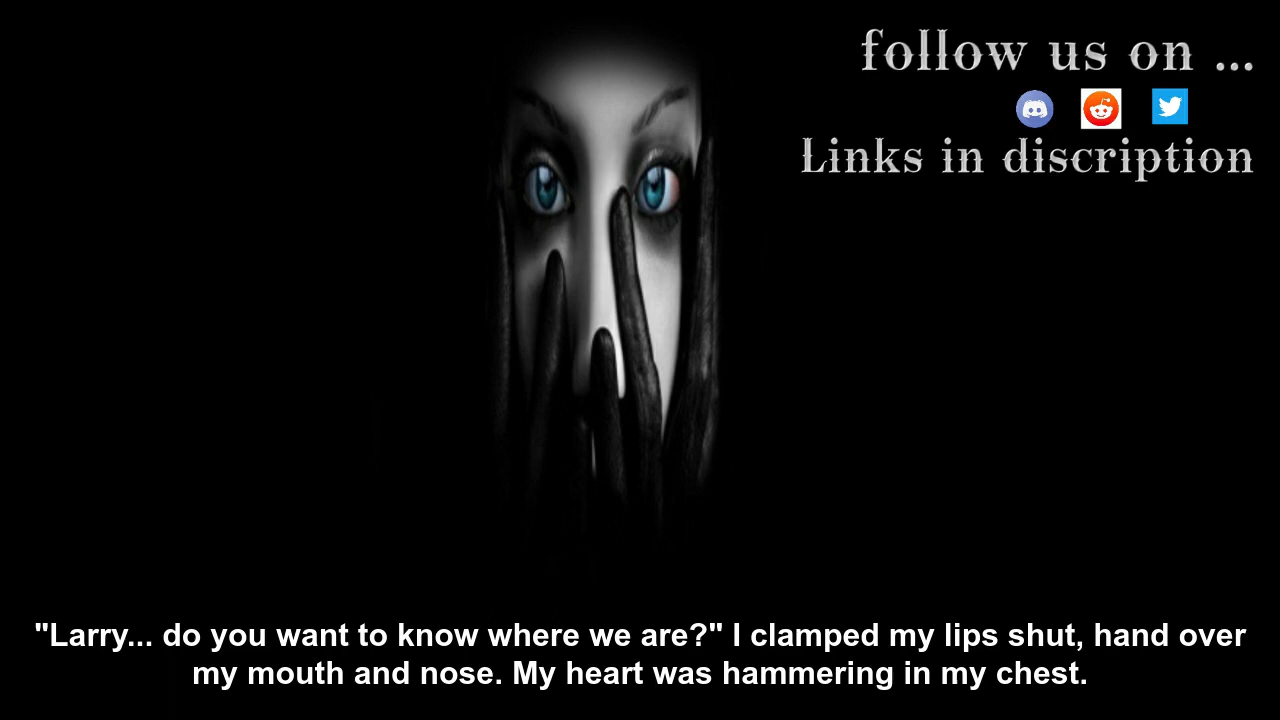 follow us on ...
Links in discription
"Larry... do you want to know where we are?" I clamped my lips shut, hand over
my mouth and nose. My heart was hammering in my chest.